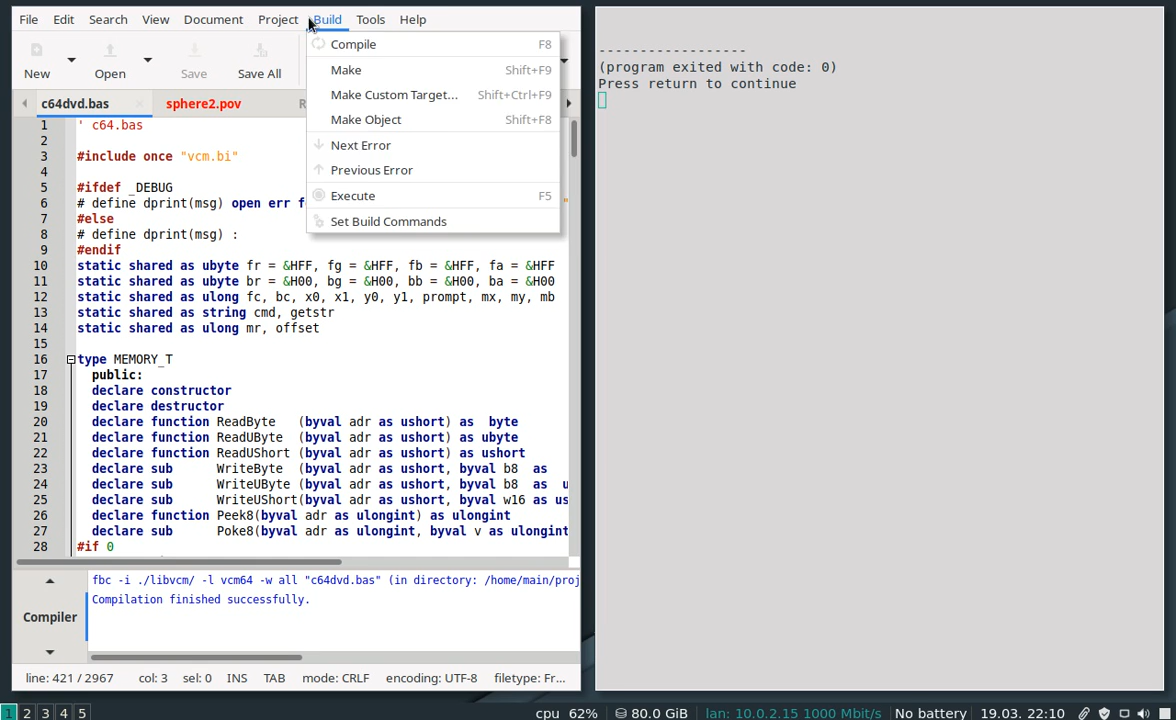 File Edit Search View Document Project Build Tools Help
New Open Save Save All
Compile F8
Make Shift+F9
Make Custom Target... Shift+Ctrl+F9
Make Object Shift+F8
Next Error
Previous Error
Execute F5
Set Build Commands
c64dvd.bas sphere2.pov R
1 ' c64.bas
2
3 #include once "vcm.bi"
4
5 #ifdef _DEBUG
6 # define dprint(msg) open err f "
7 #else
8 # define dprint(msg) :
9 #endif
10 static shared as ubyte fr = &HFF, fg = &HFF, fb = &HFF, fa = &HFF
11 static shared as ubyte br = &H00, bg = &H00, bb = &H00, ba = &H00
12 static shared as ulong fc, bc, x0, x1, y0, y1, prompt, mx, my, mb
13 static shared as string cmd, getstr
14 static shared as ulong mr, offset
15
16 type MEMORY_T
17 public:
18 declare constructor
19 declare destructor
20 declare function ReadByte (byval adr as ushort) as byte
21 declare function ReadUByte (byval adr as ushort) as ubyte
22 declare function ReadUShort (byval adr as ushort) as ushort
23 declare sub WriteByte (byval adr as ushort, byval b8 as
24 declare sub WriteUByte (byval adr as ushort, byval b8 as u
25 declare sub WriteUShort(byval adr as ushort, byval w16 as us
26 declare function Peek8(byval adr as ulongint) as ulongint
27 declare sub Poke8(byval adr as ulongint, byval v as ulongint
28 #if 0
Compiler
fbc -i ./libvcm/ -l vcm64 -w all "c64dvd.bas" (in directory: /home/main/proj
Compilation finished successfully.
line: 421 / 2967 col: 3 sel: 0 INS TAB mode: CRLF encoding: UTF-8 filetype: Fr...
------------------
(program exited with code: 0)
Press return to continue
1 2 3 4 5 cpu 62% 80.0 GiB lan: 10.0.2.15 1000 Mbit/s No battery 19.03. 22:10